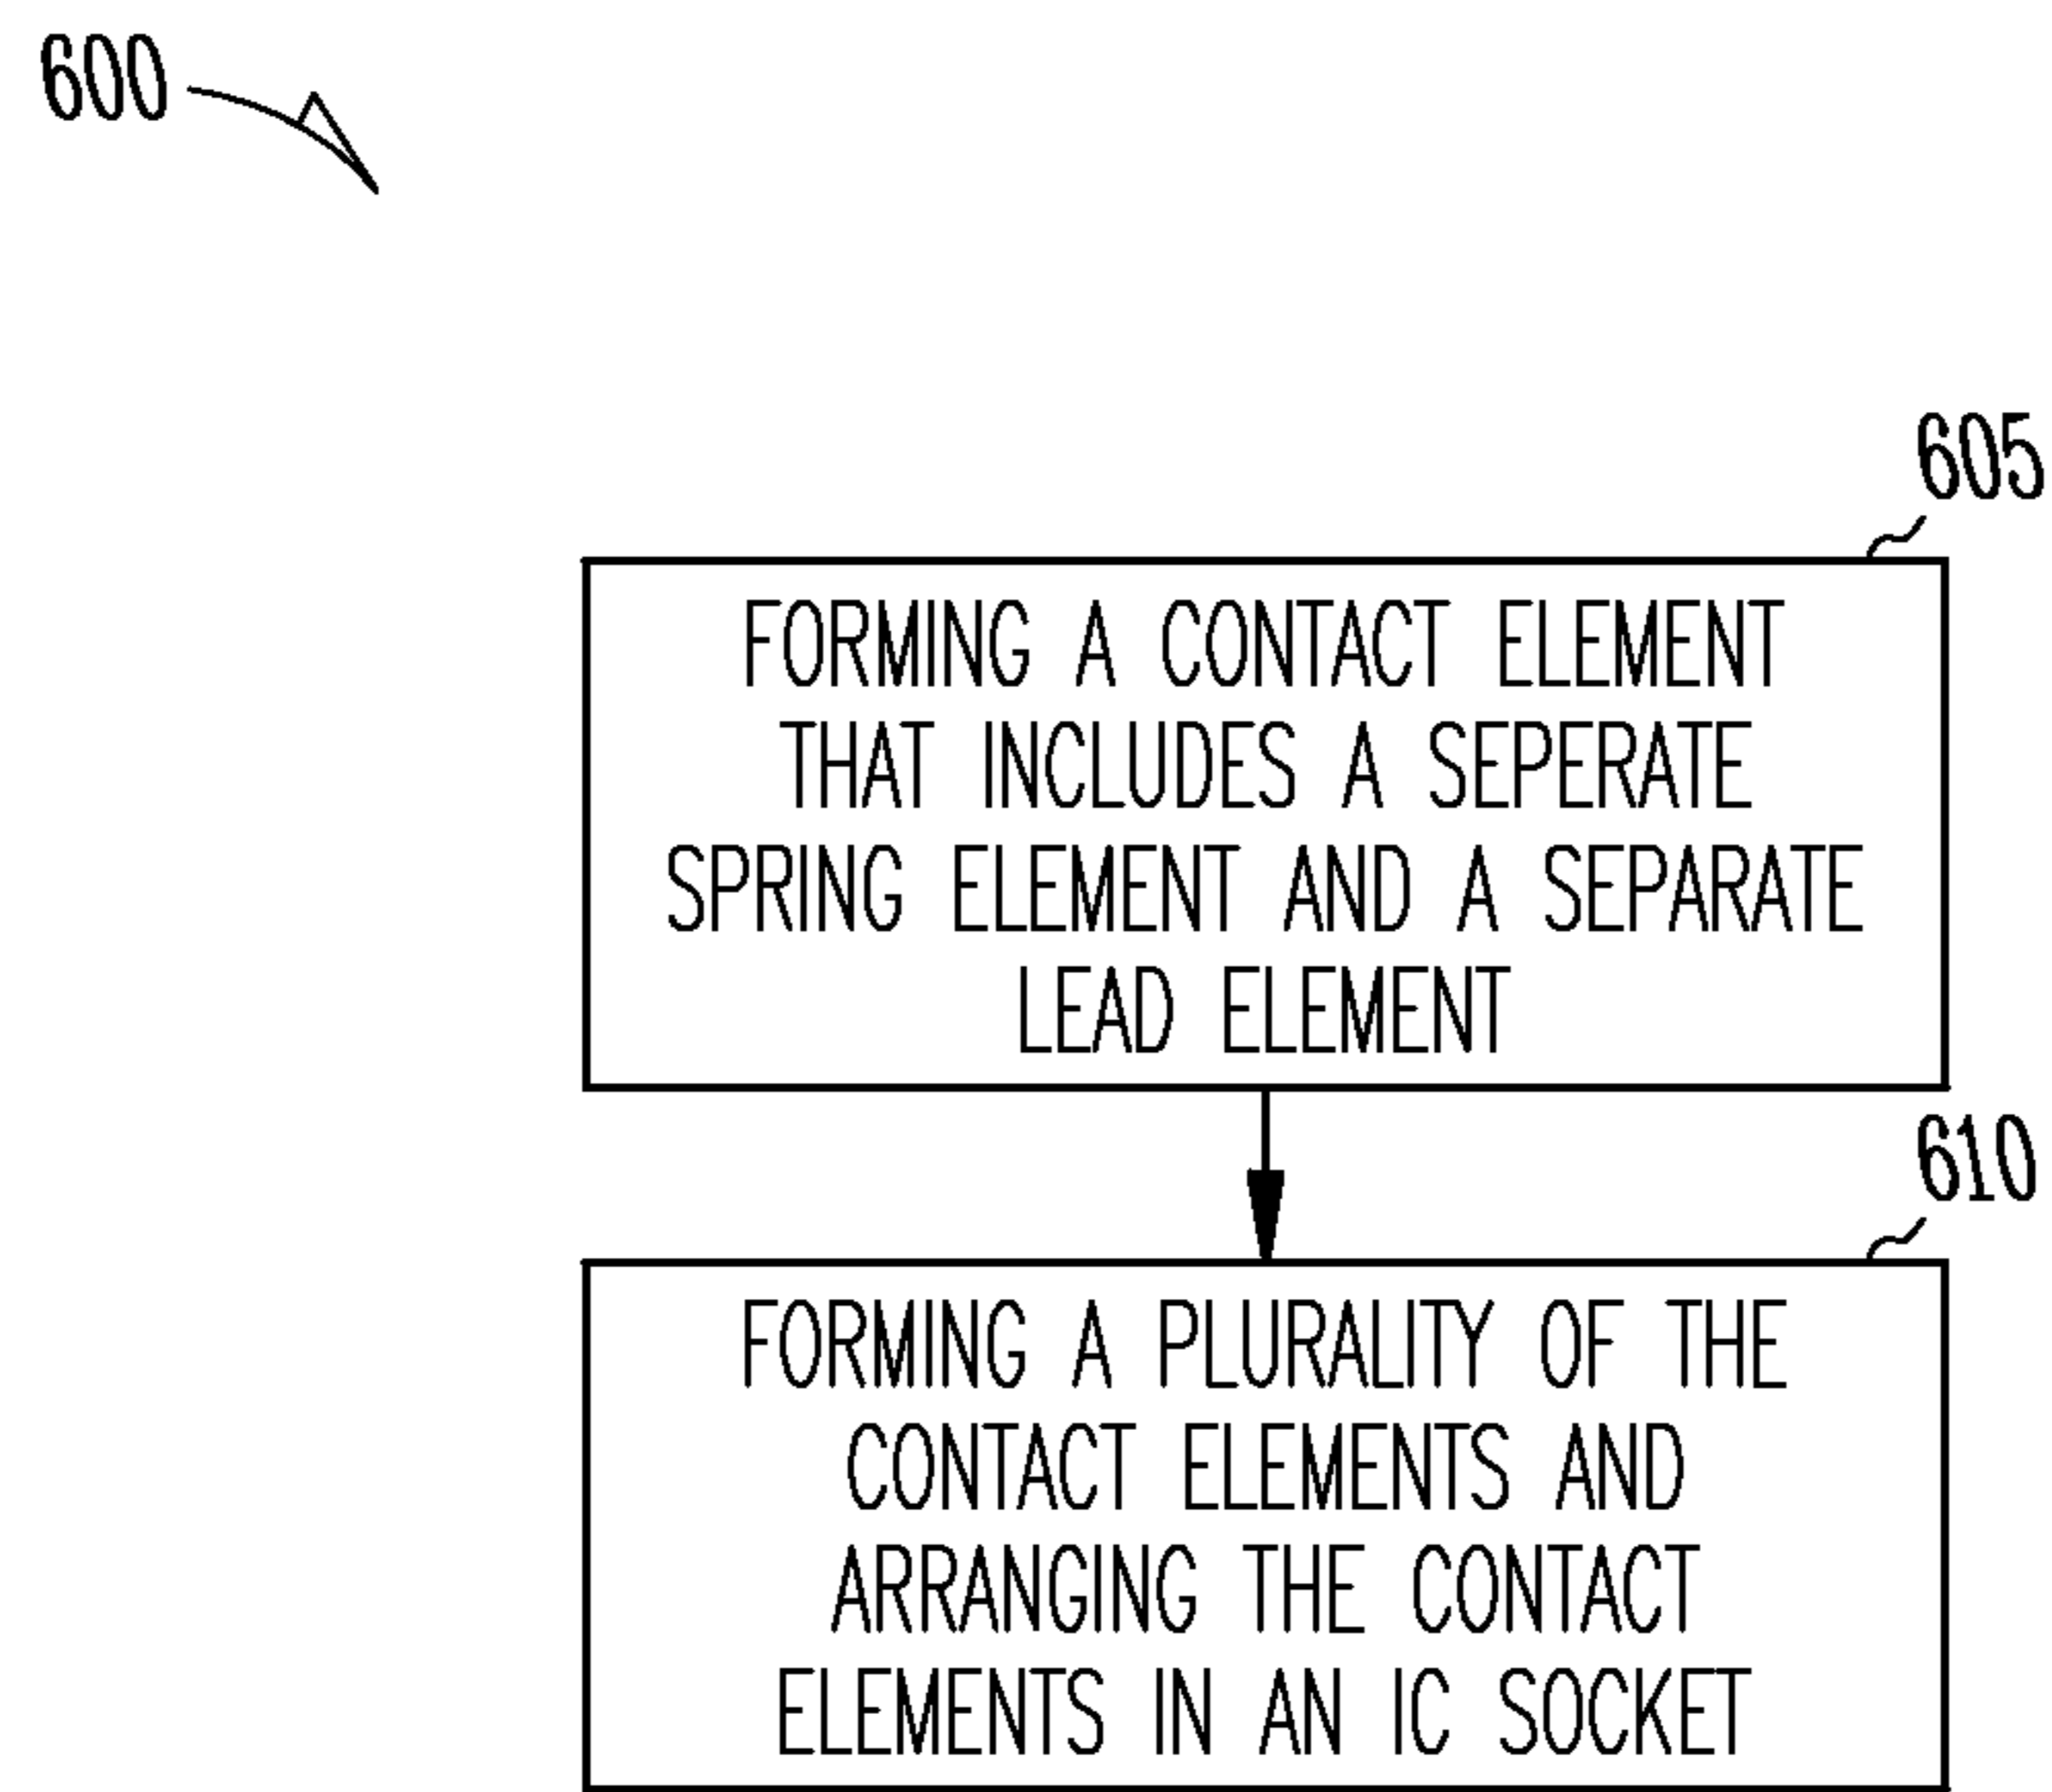 600
605
FORMING A CONTACT ELEMENT
THAT INCLUDES A SEPERATE
SPRING ELEMENT AND A SEPARATE
LEAD ELEMENT
610
FORMING A PLURALITY OF THE
CONTACT ELEMENTS AND
ARRANGING THE CONTACT
ELEMENTS IN AN IC SOCKET